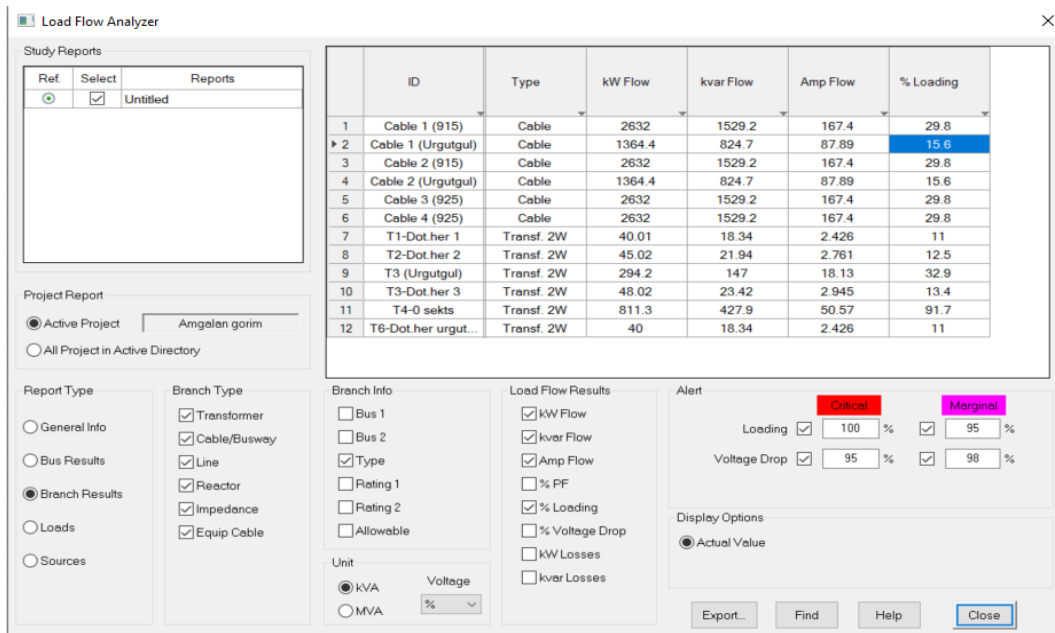 Load Flow Analyzer
Study Reports
Ref. Select Reports
Untitled
ID Type kW Flow kvar Flow Amp Flow % Loading
1 Cable 1 (915) Cable 2632 1529.2 167.4 29.8
2 Cable 1 (Urgutgul) Cable 1364.4 824.7 87.89 15.6
3 Cable 2 (915) Cable 2632 1529.2 167.4 29.8
4 Cable 2 (Urgutgul) Cable 1364.4 824.7 87.89 15.6
5 Cable 3 (925) Cable 2632 1529.2 167.4 29.8
6 Cable 4 (925) Cable 2632 1529.2 167.4 29.8
7 T1-Dot.her 1 Transf. 2W 40.01 18.34 2.426 11
8 T2-Dot.her 2 Transf. 2W 45.02 21.94 2.761 12.5
9 T3 (Urgutgul) Transf. 2W 294.2 147 18.13 32.9
10 T3-Dot.her 3 Transf. 2W 48.02 23.42 2.945 13.4
11 T4-0 sekts Transf. 2W 811.3 427.9 50.57 91.7
12 T6-Dot.her urgut... Transf. 2W 40 18.34 2.426 11
Project Report
Active Project Amgalan gorim
All Project in Active Directory
Report Type
General Info
Bus Results
Branch Results
Loads
Sources
Branch Type
Transformer
Cable/Busway
Line
Reactor
Impedance
Equip Cable
Branch Info
Bus 1
Bus 2
Type
Rating 1
Rating 2
Allowable
Unit
kVA
MVA
Voltage
%
Load Flow Results
kW Flow
kvar Flow
Amp Flow
% PF
% Loading
% Voltage Drop
kW Losses
kvar Losses
Alert
Critical Marginal
Loading 100 % 95 %
Voltage Drop 95 % 98 %
Display Options
Actual Value
Export... Find Help Close